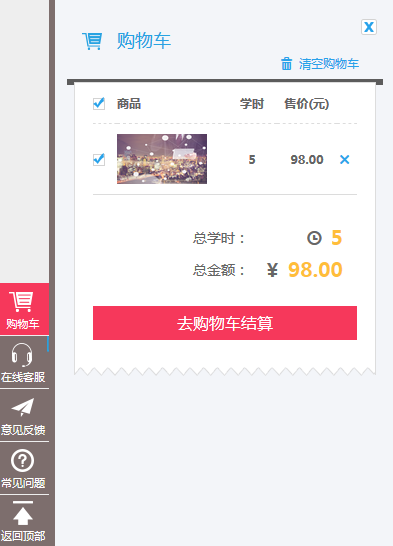 购物车
X
清空购物车
商品 学时 售价(元)
5 98.00 ×
总学时： 5
总金额： ¥ 98.00
去购物车结算
购物车
在线客服
意见反馈
常见问题
返回顶部